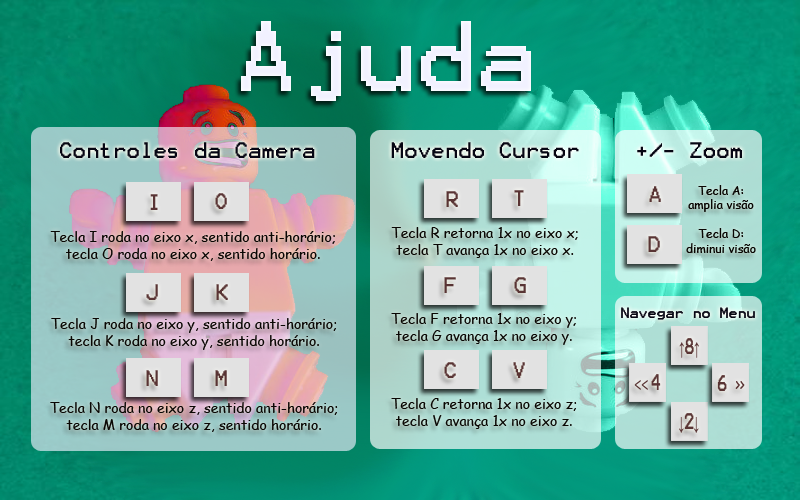 Ajuda
Controles da Camera
I O
Tecla I roda no eixo x, sentido anti-horário;
tecla O roda no eixo x, sentido horário.
J K
Tecla J roda no eixo y, sentido anti-horário;
tecla K roda no eixo y, sentido horário.
N M
Tecla N roda no eixo z, sentido anti-horário;
tecla M roda no eixo z, sentido horário.
Movendo Cursor
R T
Tecla R retorna 1x no eixo x;
tecla T avança 1x no eixo x.
F G
Tecla F retorna 1x no eixo y;
tecla G avança 1x no eixo y.
C V
Tecla C retorna 1x no eixo z;
tecla V avança 1x no eixo z.
+/- Zoom
A
Tecla A:
amplia visão
D
Tecla D:
diminui visão
Navegar no Menu
↑8↑
«4 6 »
↓2↓